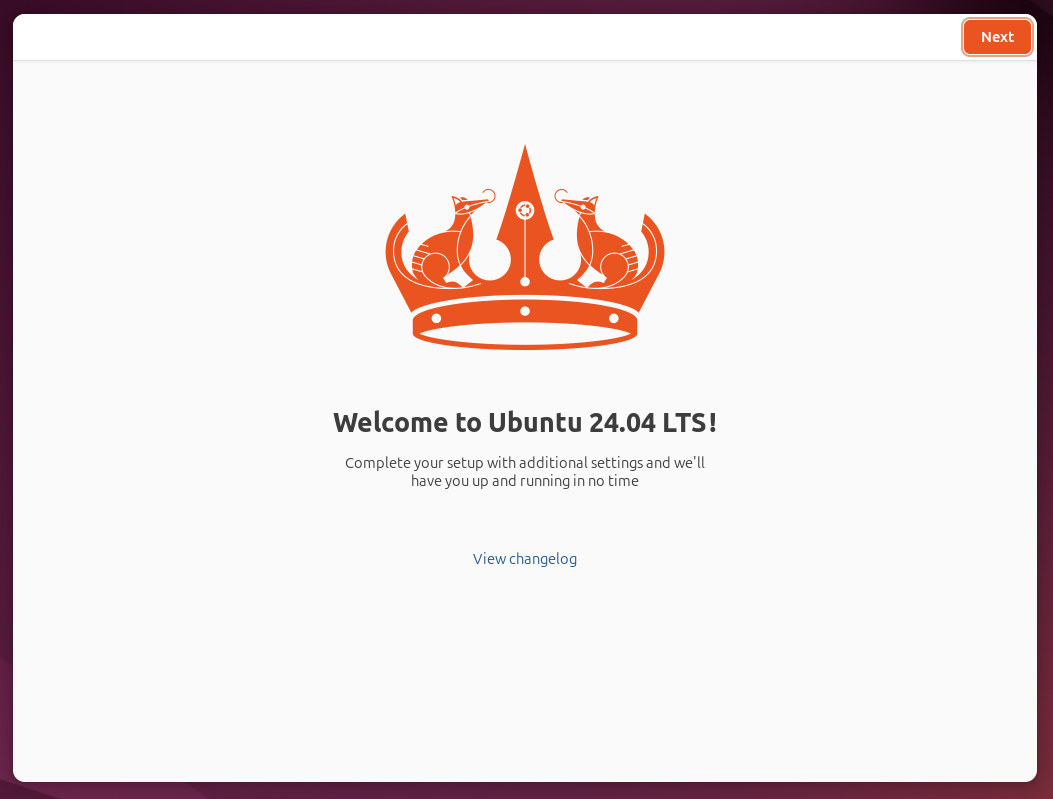 Next
Welcome to Ubuntu 24.04 LTS!
Complete your setup with additional settings and we'll
have you up and running in no time
View changelog